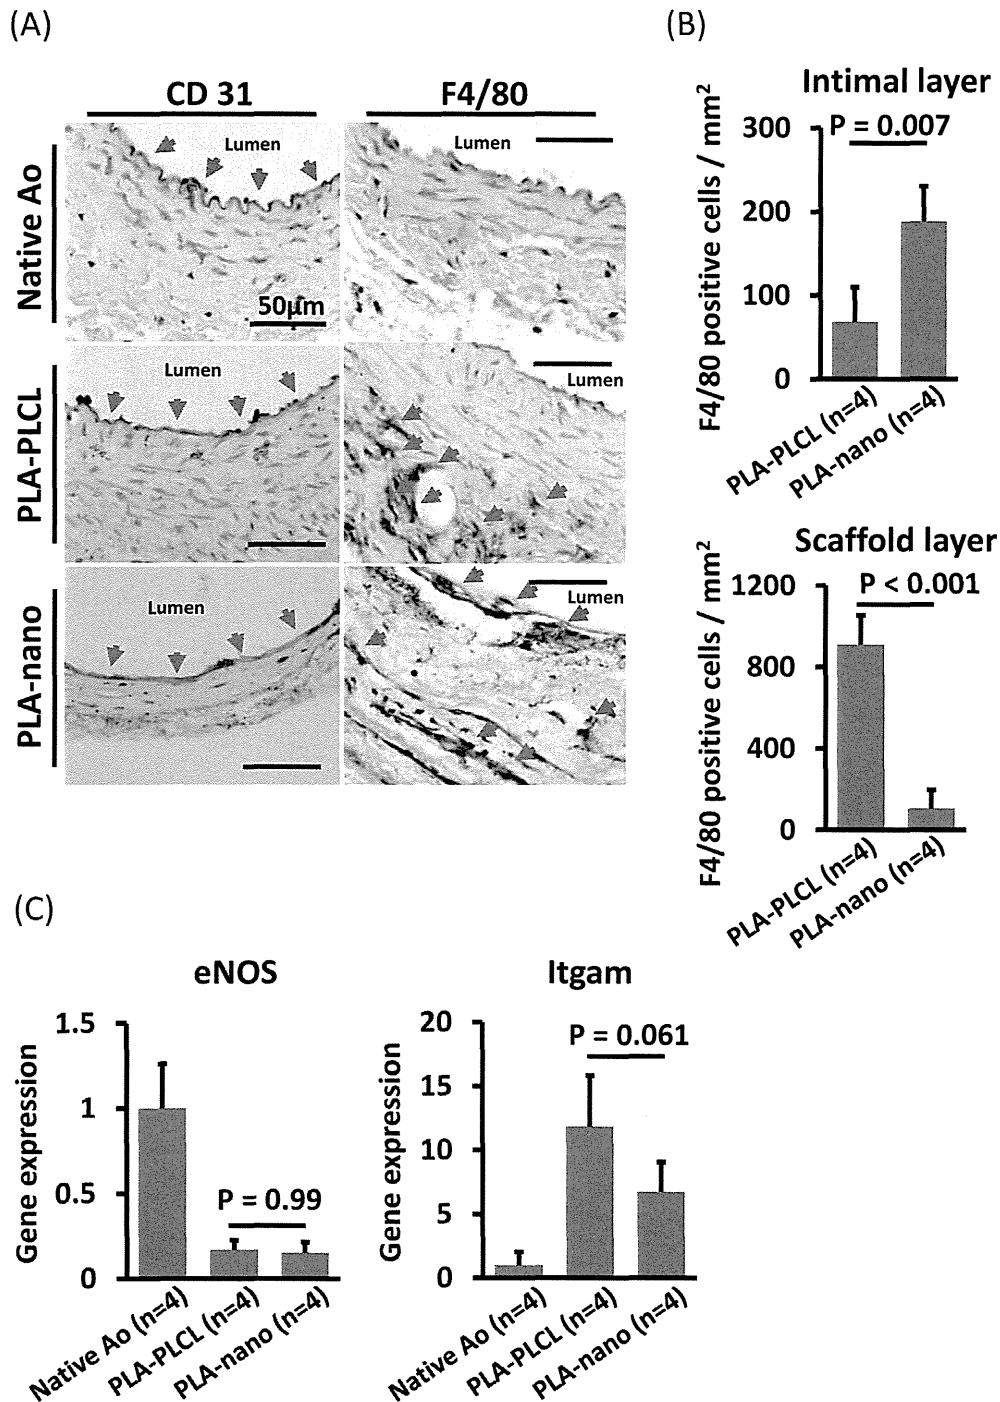 (A)
CD 31
F4/80
Native Ao
Lumen
Lumen
50μm
PLA-PLCL
Lumen
Lumen
PLA-nano
Lumen
Lumen
(B)
Intimal layer
P = 0.007
F4/80 positive cells / mm²
300
200
100
0
PLA-PLCL (n=4)
PLA-nano (n=4)
Scaffold layer
P < 0.001
F4/80 positive cells / mm²
1200
800
400
0
PLA-PLCL (n=4)
PLA-nano (n=4)
(C)
eNOS
Gene expression
1.5
1
0.5
0
P = 0.99
Native Ao (n=4)
PLA-PLCL (n=4)
PLA-nano (n=4)
Itgam
Gene expression
20
15
10
5
0
P = 0.061
Native Ao (n=4)
PLA-PLCL (n=4)
PLA-nano (n=4)